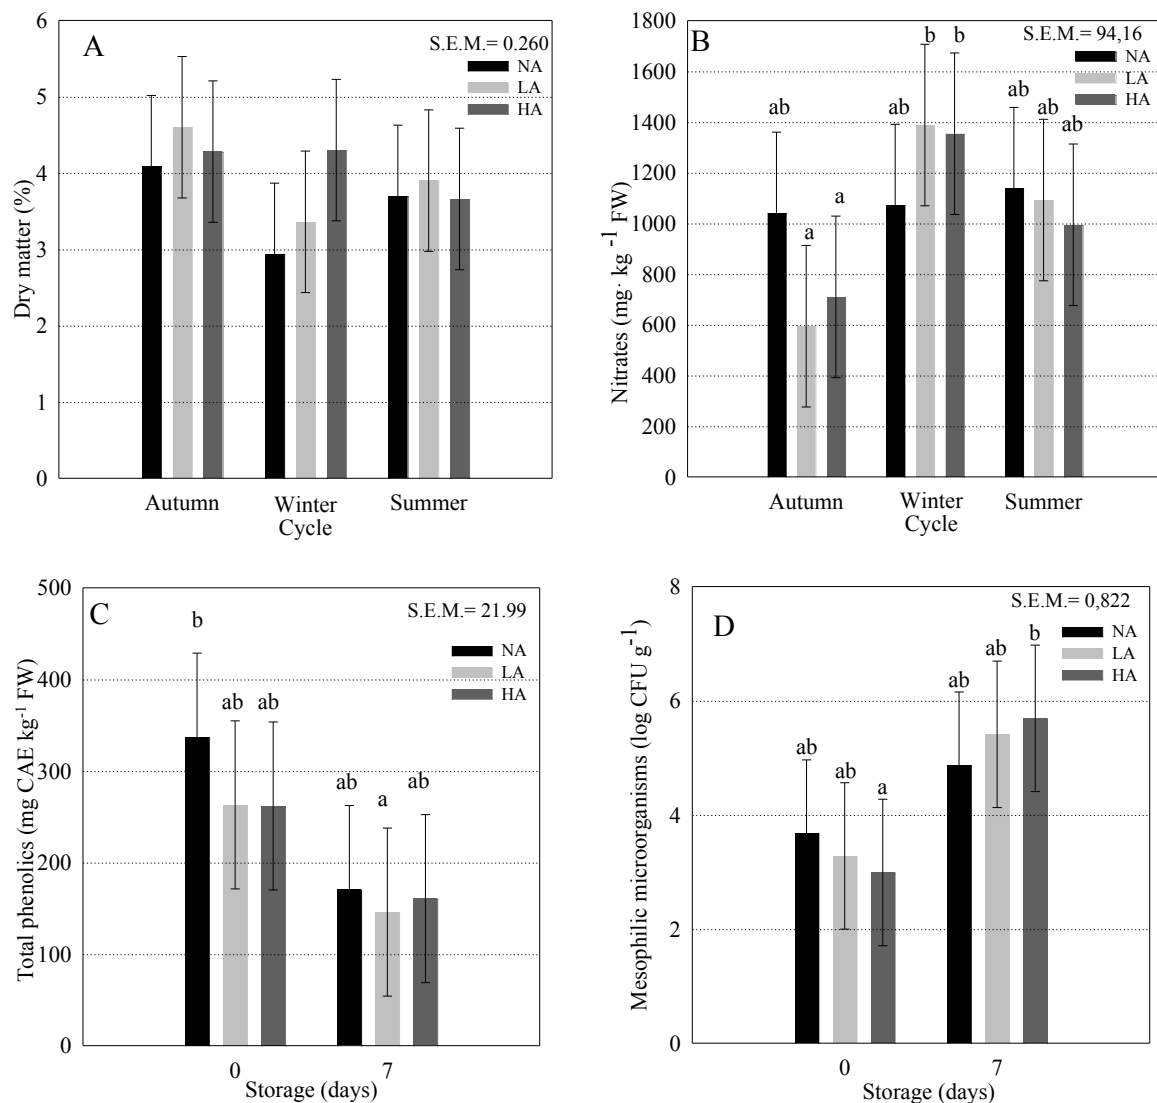 A
S.E.M.= 0.260
NA
LA
HA
6
5
4
3
2
1
0
Dry matter (%)
Autumn
Winter
Summer
Cycle
B
S.E.M. = 94,16
NA
LA
HA
1800
1600
1400
1200
1000
800
600
400
200
0
Nitrates (mg· kg -1 FW)
ab
a
a
ab
b
b
ab
ab
ab
Autumn
Winter
Summer
Cycle
C
S.E.M.= 21.99
NA
LA
HA
500
400
300
200
100
0
Total phenolics (mg CAE kg-1 FW)
b
ab
ab
ab
a
ab
0
7
Storage (days)
D
S.E.M.= 0,822
NA
LA
HA
8
6
4
2
0
Mesophilic microorganisms (log CFU g-1)
ab
ab
a
ab
ab
b
0
7
Storage (days)